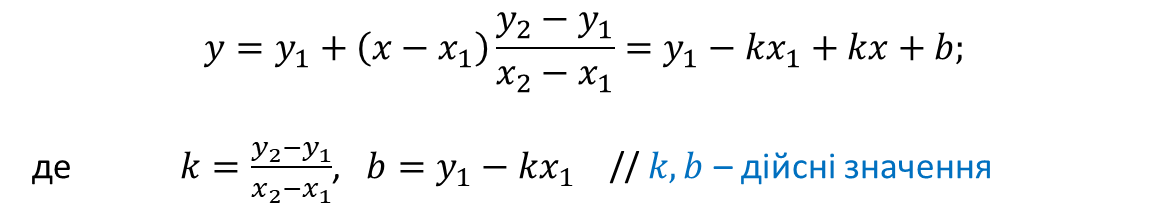 y = y₁ + (x − x₁) (y₂ − y₁)/(x₂ − x₁) = y₁ − kx₁ + kx + b;
де k = (y₂−y₁)/(x₂−x₁), b = y₁ − kx₁ // k, b – дійсні значення